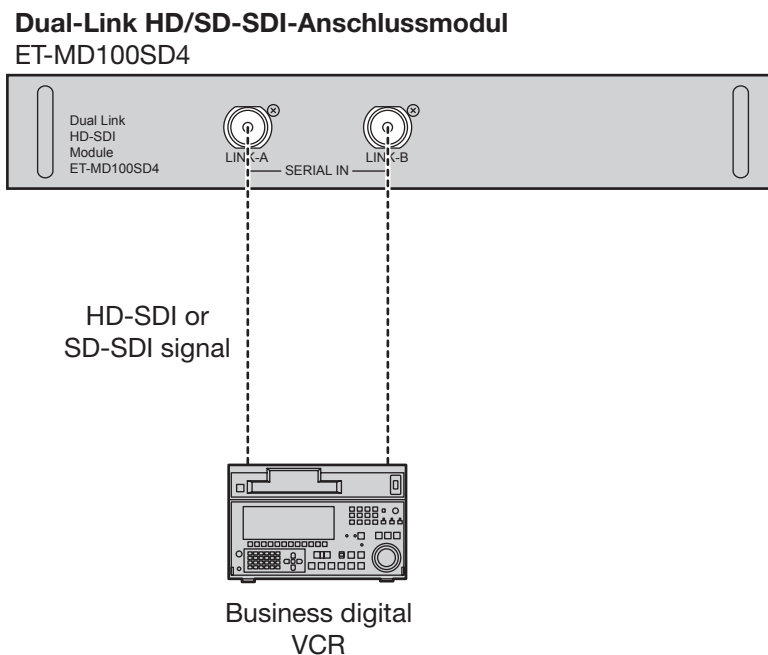 Dual-Link HD/SD-SDI-Anschlussmodul
ET-MD100SD4
Dual Link
HD-SDI
Module
ET-MD100SD4
LINK-A
LINK-B
SERIAL IN
HD-SDI or
SD-SDI signal
Business digital
VCR